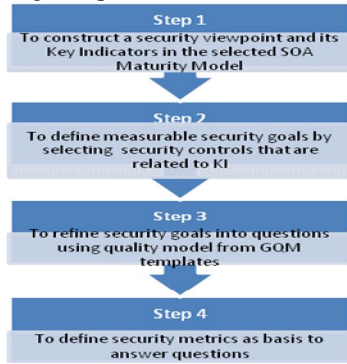 Step 1
To construct a security viewpoint and its
Key Indicators in the selected SOA
Maturity Model
Step 2
To define measurable security goals by
selecting security controls that are
related to KI
Step 3
To refine security goals into questions
using quality model from GQM
templates
Step 4
To define security metrics as basis to
answer questions